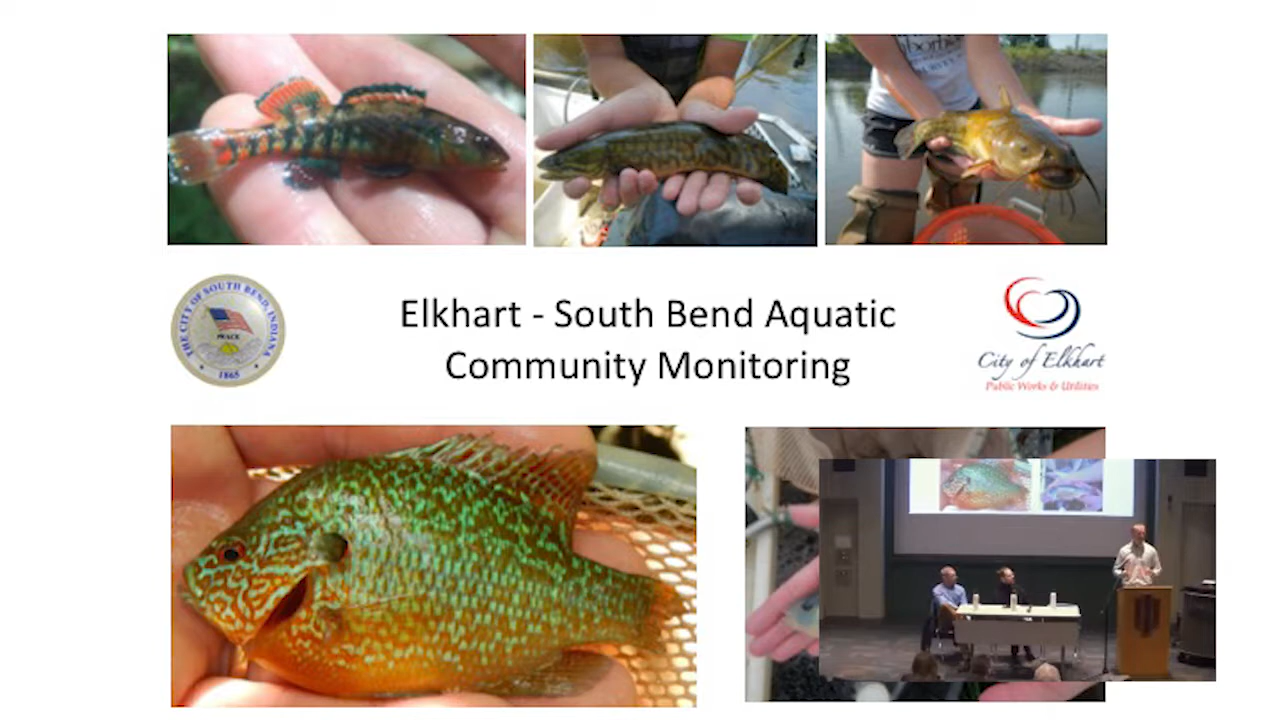 THE CITY OF SOUTH BEND, INDIANA
PEACE
1865
Elkhart - South Bend Aquatic
Community Monitoring
City of Elkhart
Public Works & Utilities